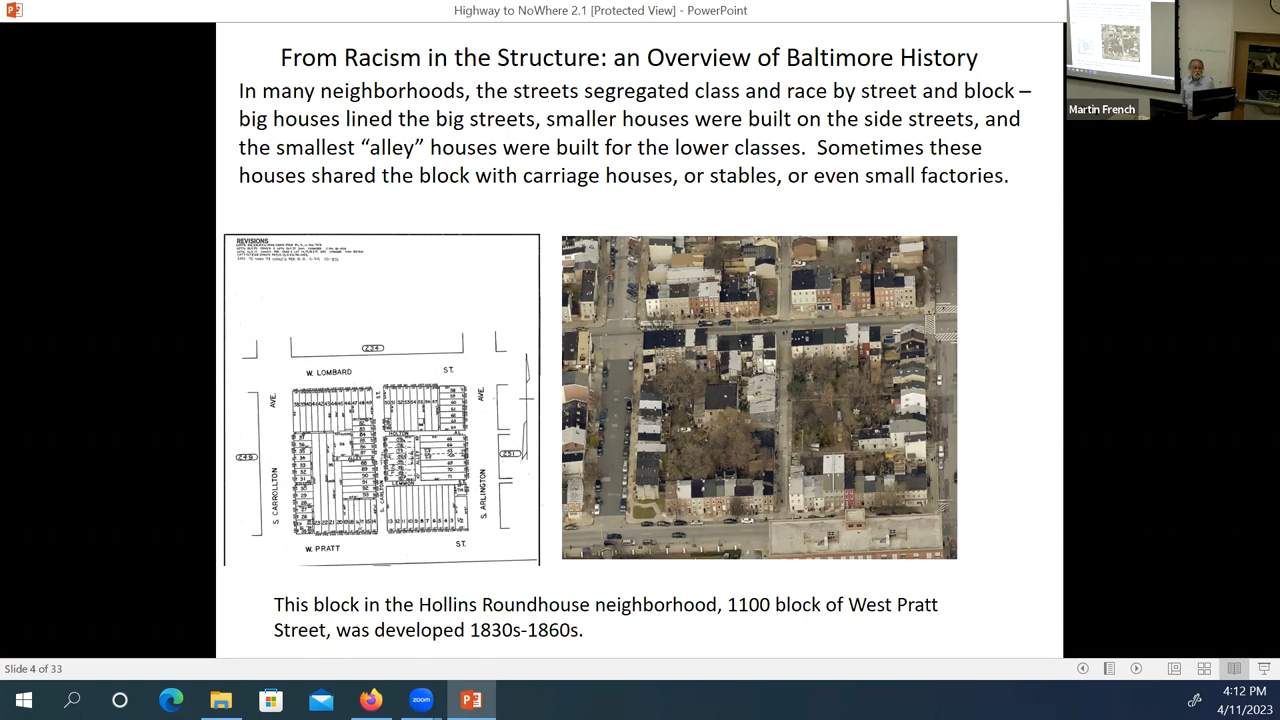 Highway to NoWhere 2.1 [Protected View] - PowerPoint
Martin French
From Racism in the Structure: an Overview of Baltimore History
In many neighborhoods, the streets segregated class and race by street and block –
big houses lined the big streets, smaller houses were built on the side streets, and
the smallest “alley” houses were built for the lower classes.  Sometimes these
houses shared the block with carriage houses, or stables, or even small factories.
REVISIONS
234
W. LOMBARD ST.
AVE. AVE.
S. CARROLLTON
S. ARLINGTON
251
W. PRATT ST.
This block in the Hollins Roundhouse neighborhood, 1100 block of West Pratt
Street, was developed 1830s-1860s.
Slide 4 of 33
zoom
4:12 PM
4/11/2023